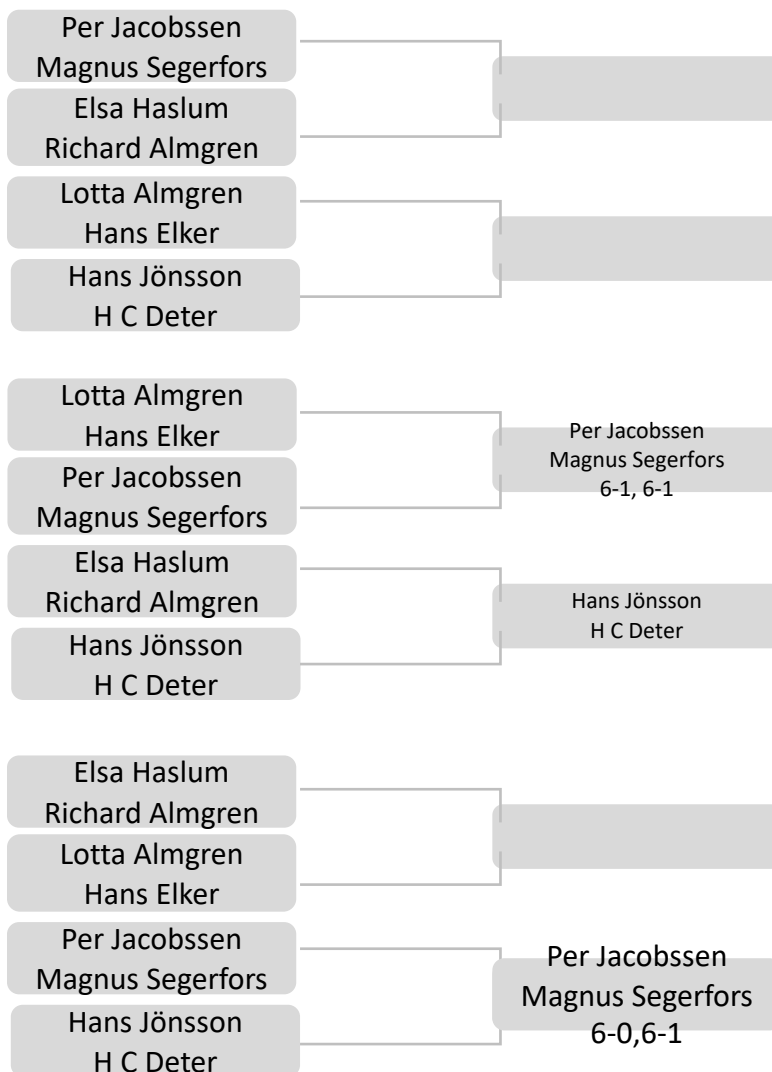 Per Jacobssen
Magnus Segerfors
Elsa Haslum
Richard Almgren
Lotta Almgren
Hans Elker
Hans Jönsson
H C Deter
Lotta Almgren
Hans Elker
Per Jacobssen
Magnus Segerfors
Per Jacobssen
Magnus Segerfors
6-1, 6-1
Elsa Haslum
Richard Almgren
Hans Jönsson
H C Deter
Hans Jönsson
H C Deter
Elsa Haslum
Richard Almgren
Lotta Almgren
Hans Elker
Per Jacobssen
Magnus Segerfors
Hans Jönsson
H C Deter
Per Jacobssen
Magnus Segerfors
6-0,6-1